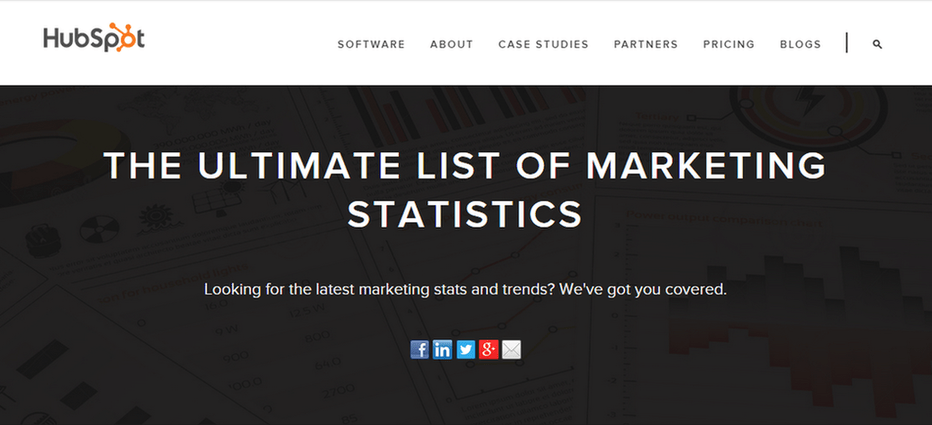 HubSpot
SOFTWARE ABOUT CASE STUDIES PARTNERS PRICING BLOGS
THE ULTIMATE LIST OF MARKETING
STATISTICS
Looking for the latest marketing stats and trends? We've got you covered.